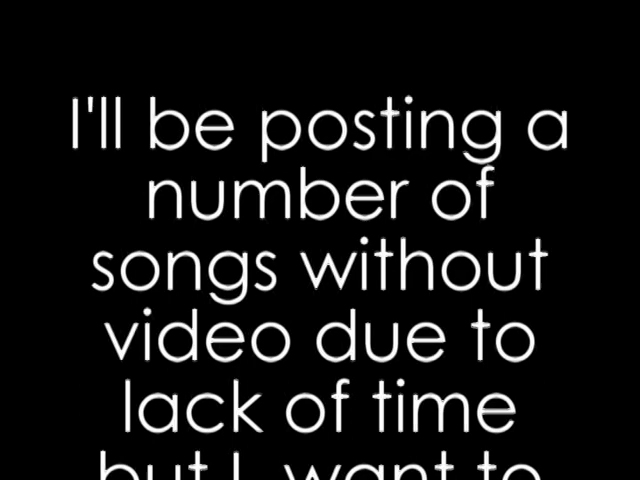 I'll be posting a
number of
songs without
video due to
lack of time
but I want to